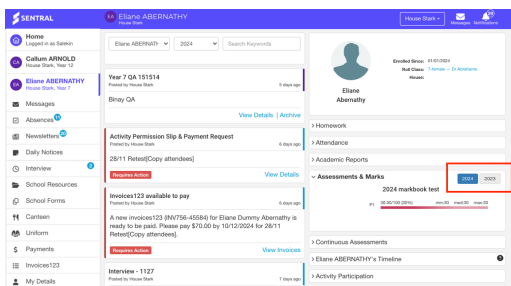 SENTRAL
EA Eliane ABERNATHY
House Stark
House Stark
Messages
Notifications
Home
Logged in as Salekin
CA
Callum ARNOLD
House Stark, Year 12
EA
Eliane ABERNATHY
House Stark, Year 7
Messages
Absences
Newsletters
Daily Notices
Interview
School Resources
School Forms
Canteen
Uniform
$ Payments
Invoices123
My Details
Eliane ABERNATH
2024
Search Keywords
Year 7 QA 151514
Posted by House Stark
5 days ago
Binay QA
View Details | Archive
Activity Permission Slip & Payment Request
Posted by House Stark
6 days ago
28/11 Retest[Copy attendees]
Requires Action
View Details
Invoices123 available to pay
Posted by House Stark
6 days ago
A new invoices123 (INV756-45584) for Eliane Dummy Abernathy is
ready to be paid. Please pay $70.00 by 10/12/2024 for 28/11
Retest[Copy attendees].
Requires Action
View Invoices
Interview - 1127
Posted by House Stark
7 days ago
Eliane
Abernathy
Enrolled Since: 01/01/2024
Roll Class: 7-female — Dr Abrahams
House:
Homework
Attendance
Academic Reports
Assessments & Marks
2024 2023
2024 markbook test
P1
30.00/100 (30%) min:30 med:30 max:30
Continuous Assessments
Eliane ABERNATHY's Timeline
Activity Participation